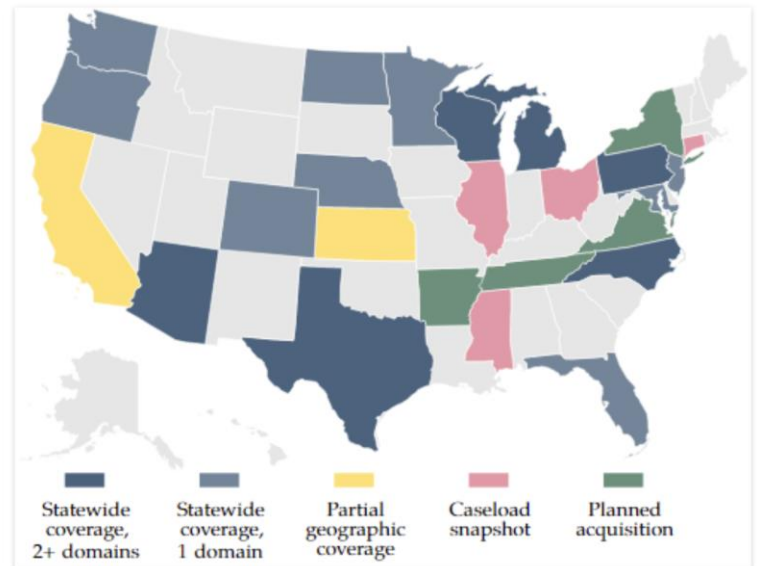 Statewide coverage, 2+ domains
Statewide coverage, 1 domain
Partial geographic coverage
Caseload snapshot
Planned acquisition